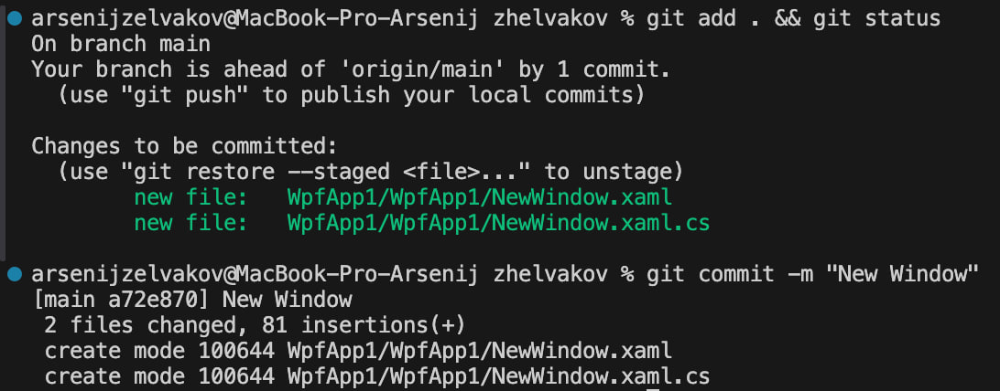 arsenijzelvakov@MacBook-Pro-Arsenij zhelvakov % git add . && git status
On branch main
Your branch is ahead of 'origin/main' by 1 commit.
  (use "git push" to publish your local commits)

Changes to be committed:
  (use "git restore --staged <file>..." to unstage)
        new file:   WpfApp1/WpfApp1/NewWindow.xaml
        new file:   WpfApp1/WpfApp1/NewWindow.xaml.cs

arsenijzelvakov@MacBook-Pro-Arsenij zhelvakov % git commit -m "New Window"
[main a72e870] New Window
 2 files changed, 81 insertions(+)
 create mode 100644 WpfApp1/WpfApp1/NewWindow.xaml
 create mode 100644 WpfApp1/WpfApp1/NewWindow.xaml.cs